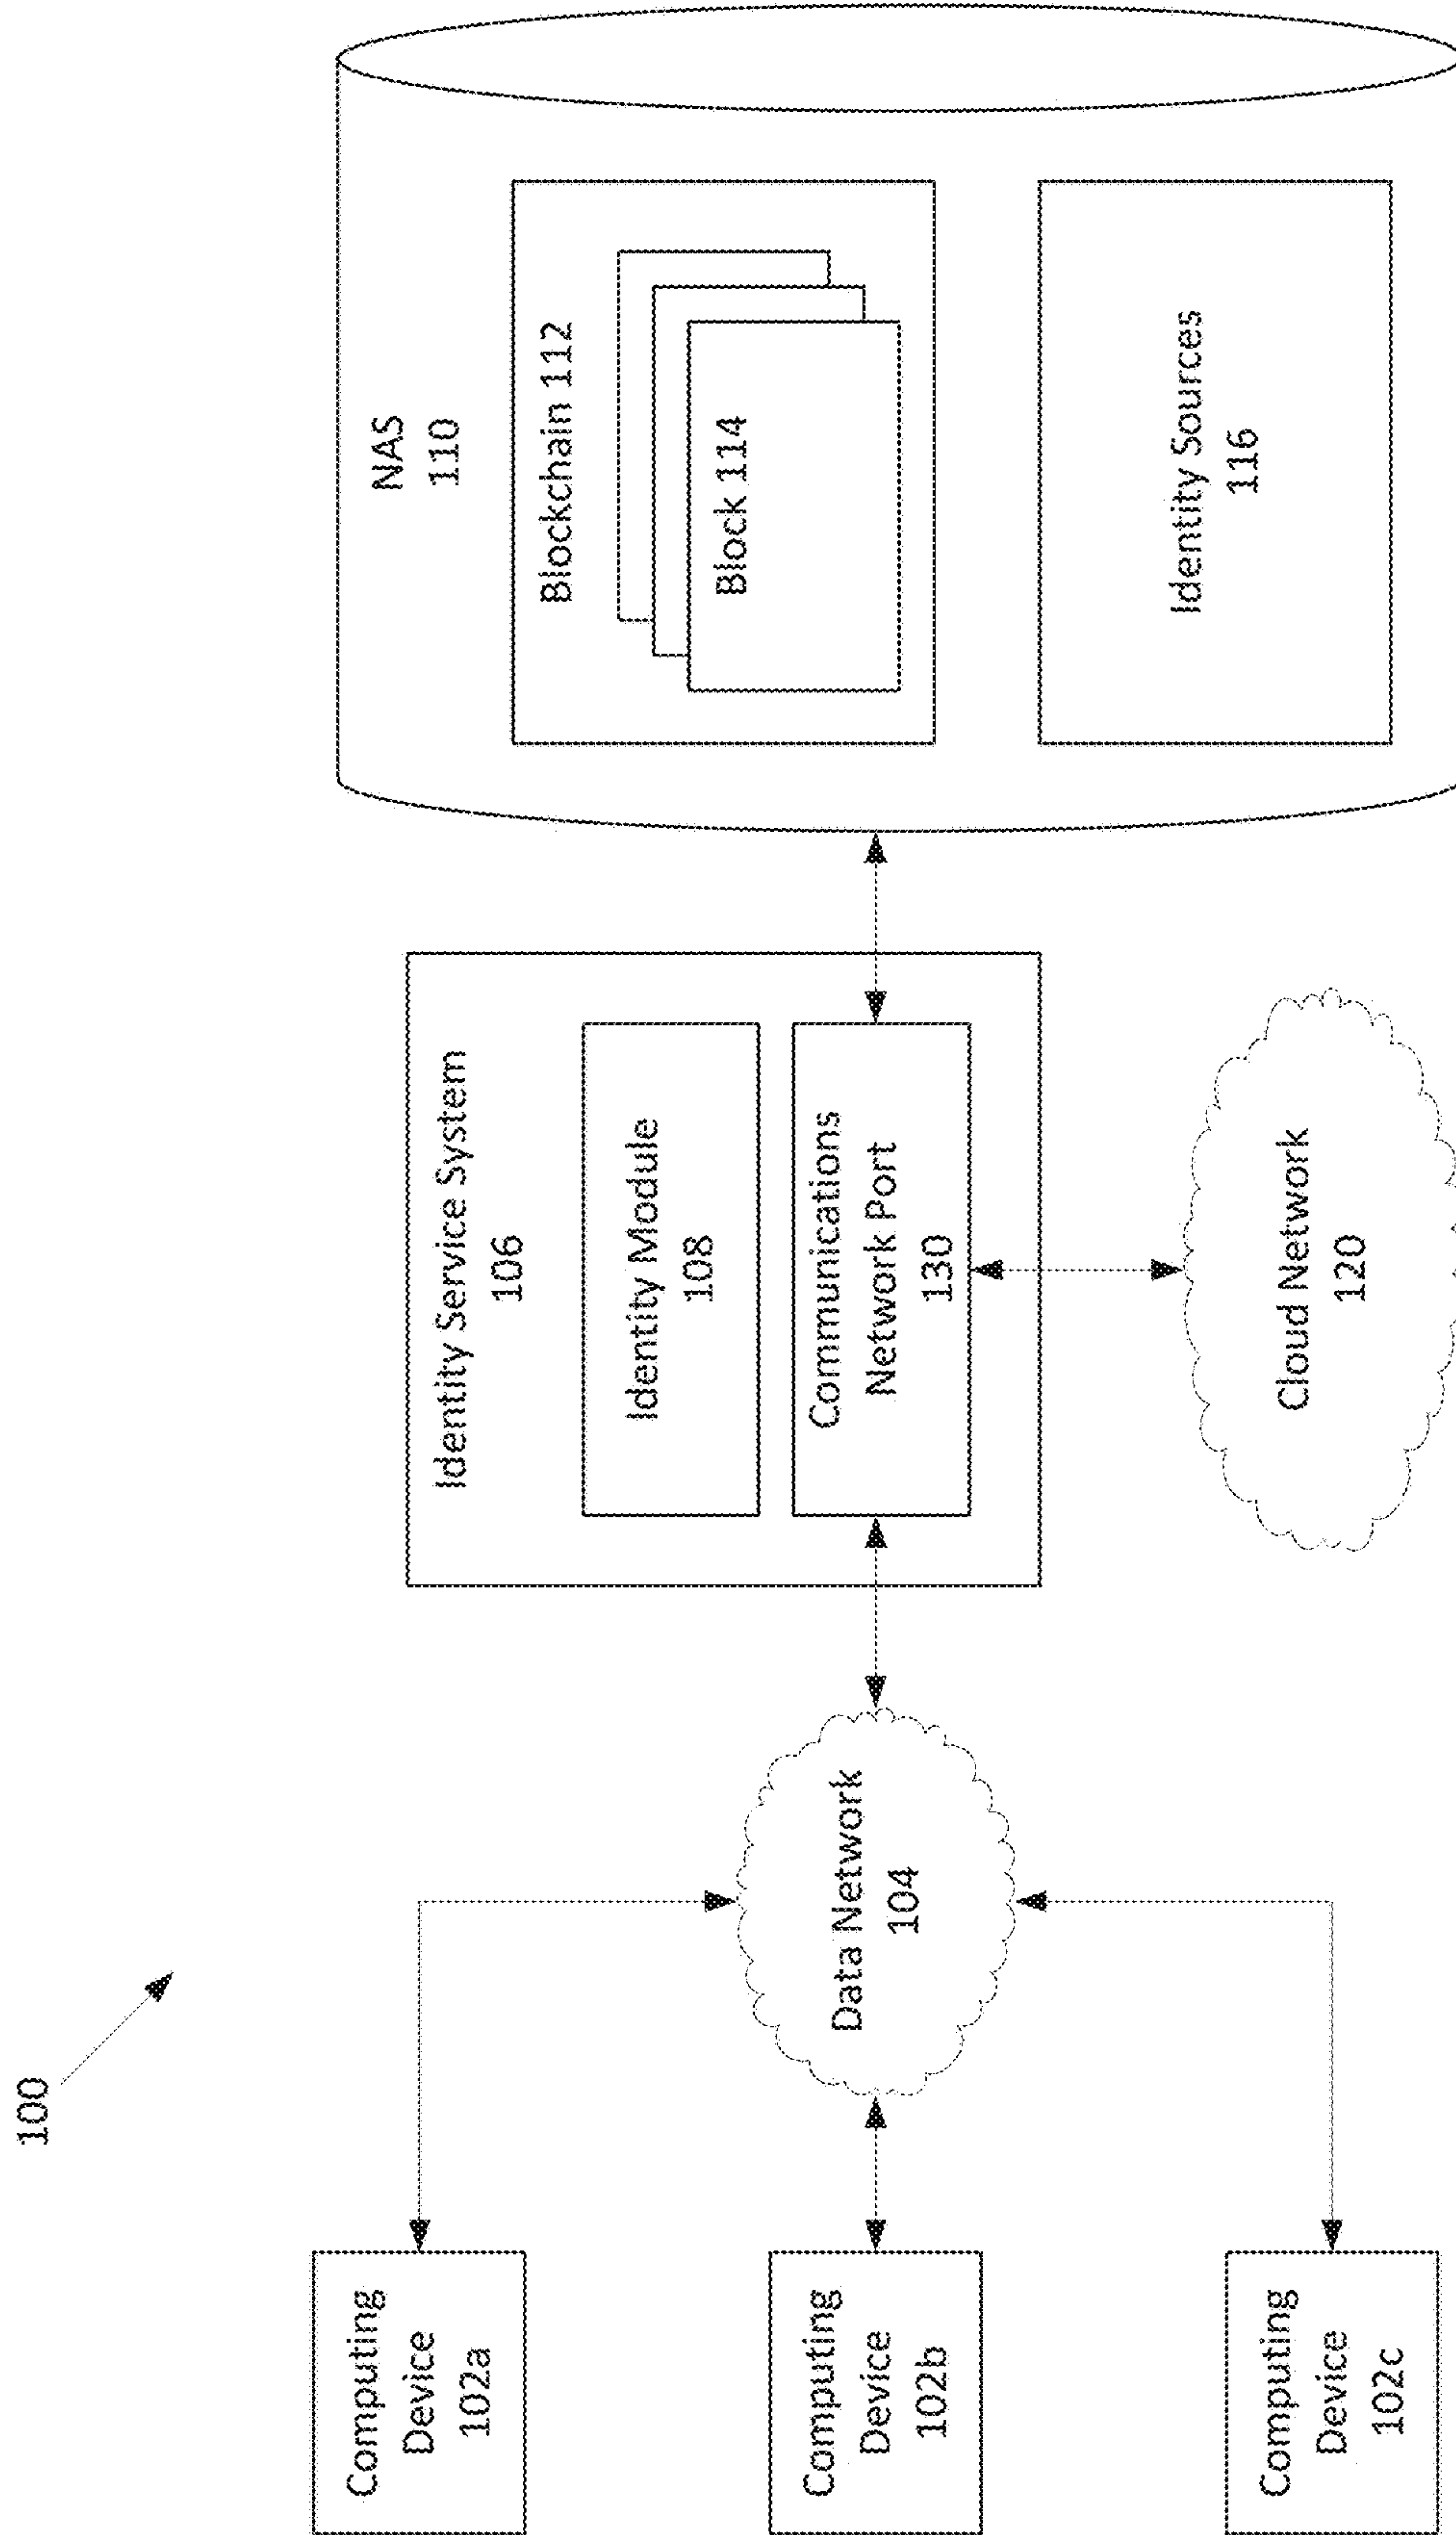 100
Computing
Device
102a
Computing
Device
102b
Computing
Device
102c
Data Network
104
Identity Service System
106
Identity Module
108
Communications
Network Port
130
Cloud Network
120
NAS
110
Blockchain 112
Block 114
Identity Sources
116